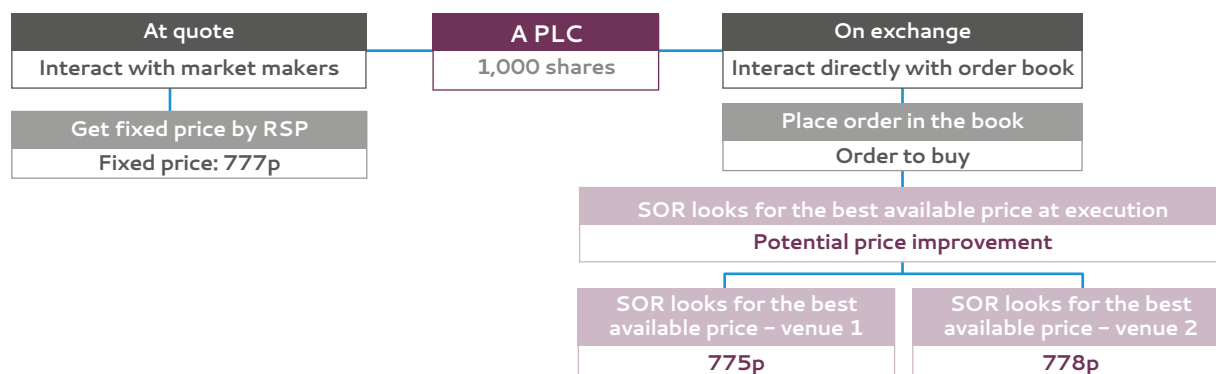 At quote
Interact with market makers
A PLC
1,000 shares
On exchange
Interact directly with order book
Get fixed price by RSP
Fixed price: 777p
Place order in the book
Order to buy
SOR looks for the best available price at execution
Potential price improvement
SOR looks for the best
available price – venue 1
775p
SOR looks for the best
available price – venue 2
778p